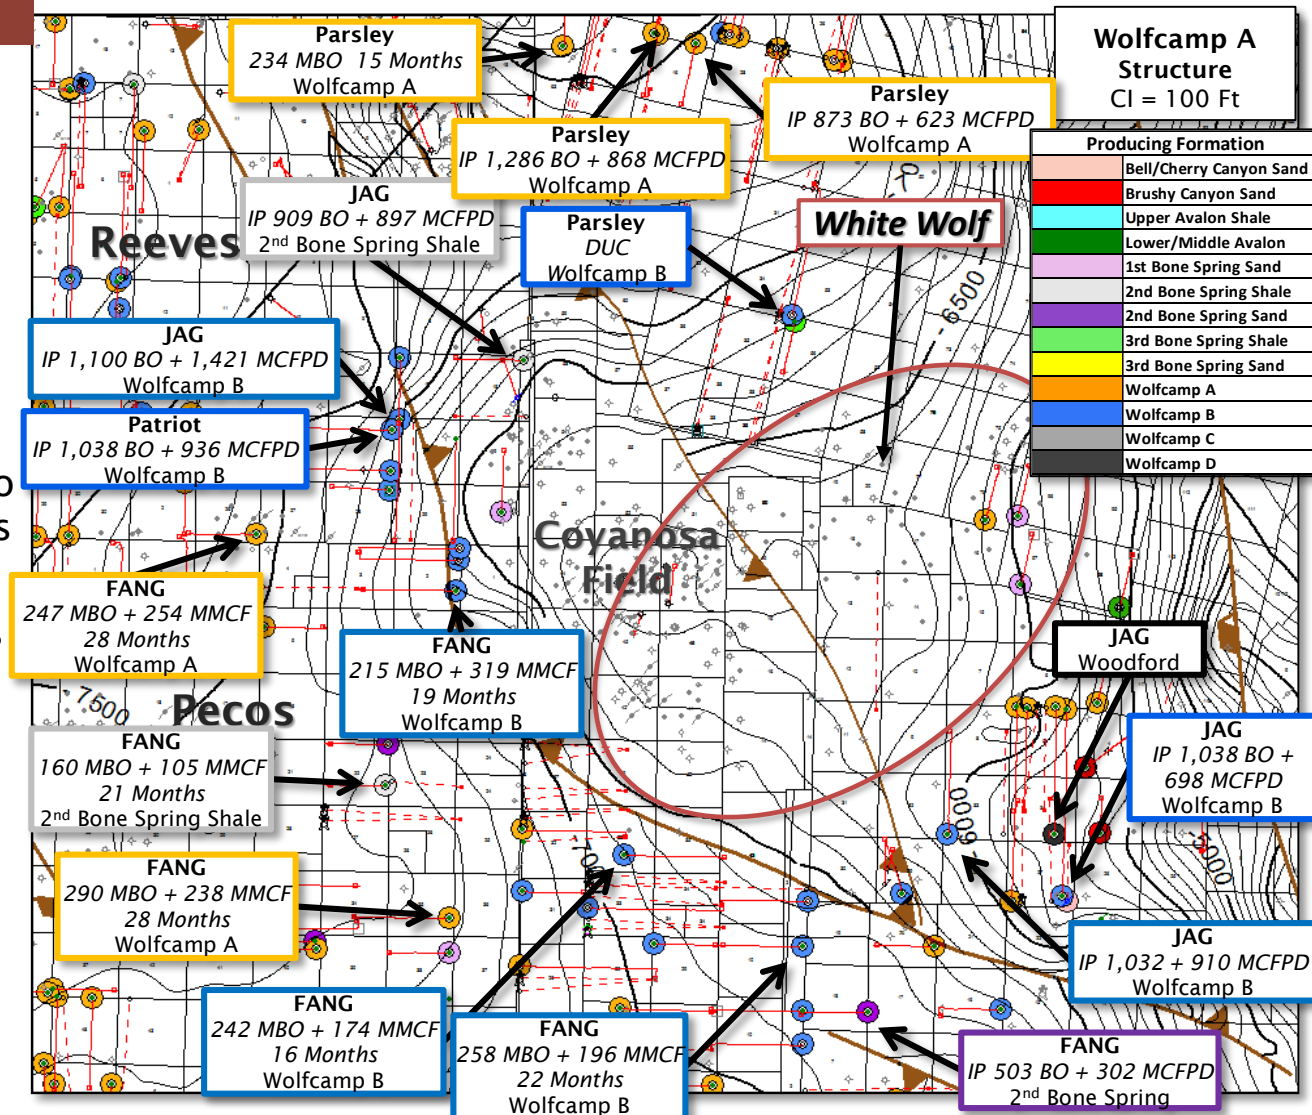 Wolfcamp A
Structure
CI = 100 Ft
Producing Formation
Bell/Cherry Canyon Sand
Brushy Canyon Sand
Upper Avalon Shale
Lower/Middle Avalon
1st Bone Spring Sand
2nd Bone Spring Shale
2nd Bone Spring Sand
3rd Bone Spring Shale
3rd Bone Spring Sand
Wolfcamp A
Wolfcamp B
Wolfcamp C
Wolfcamp D
Parsley
234 MBO 15 Months
Wolfcamp A
Parsley
IP 1,286 BO + 868 MCFPD
Wolfcamp A
Parsley
IP 873 BO + 623 MCFPD
Wolfcamp A
JAG
IP 909 BO + 897 MCFPD
2nd Bone Spring Shale
Parsley
DUC
Wolfcamp B
White Wolf
Reeves
-6500
JAG
IP 1,100 BO + 1,421 MCFPD
Wolfcamp B
Patriot
IP 1,038 BO + 936 MCFPD
Wolfcamp B
o
s
Coyanosa
Field
FANG
247 MBO + 254 MMCF
28 Months
Wolfcamp A
FANG
215 MBO + 319 MMCF
19 Months
Wolfcamp B
JAG
Woodford
-7500
Pecos
FANG
160 MBO + 105 MMCF
21 Months
2nd Bone Spring Shale
JAG
IP 1,038 BO +
698 MCFPD
Wolfcamp B
-6000
-5000
FANG
290 MBO + 238 MMCF
28 Months
Wolfcamp A
JAG
IP 1,032 + 910 MCFPD
Wolfcamp B
FANG
242 MBO + 174 MMCF
16 Months
Wolfcamp B
FANG
258 MBO + 196 MMCF
22 Months
Wolfcamp B
FANG
IP 503 BO + 302 MCFPD
2nd Bone Spring